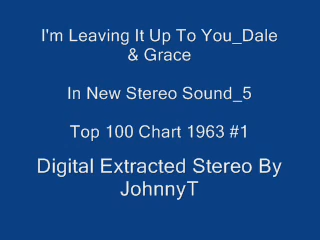 I'm Leaving It Up To You_Dale
& Grace
In New Stereo Sound_5
Top 100 Chart 1963 #1
Digital Extracted Stereo By
JohnnyT